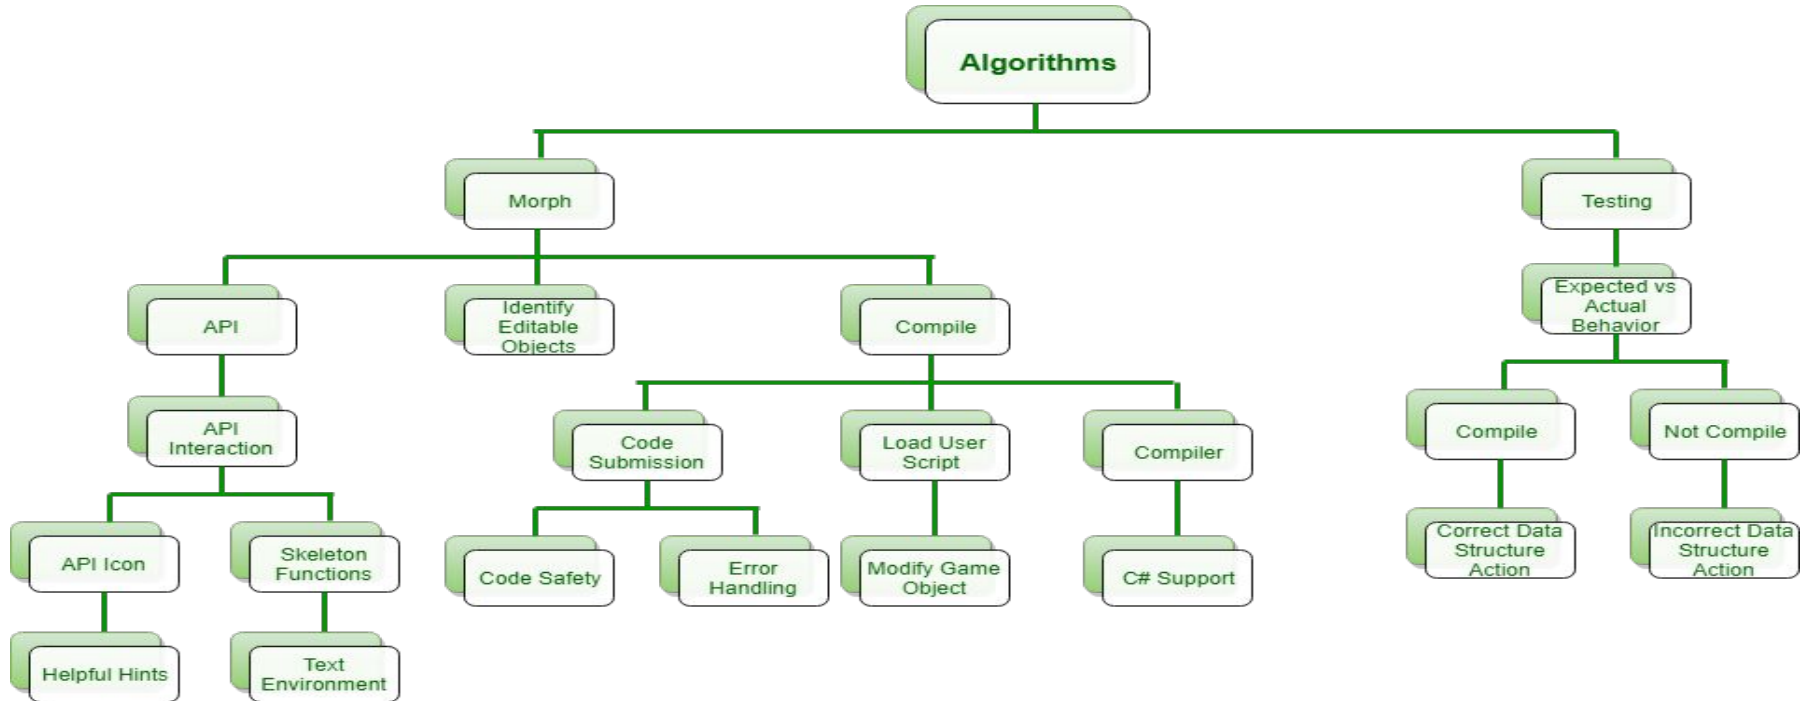 Algorithms
Morph
Testing
API
Identify
Editable
Objects
Compile
Expected vs
Actual
Behavior
API
Interaction
Code
Submission
Load User
Script
Compiler
Compile
Not Compile
API Icon
Skeleton
Functions
Code Safety
Error
Handling
Modify Game
Object
C# Support
Correct Data
Structure
Action
Incorrect Data
Structure
Action
Helpful Hints
Text
Environment